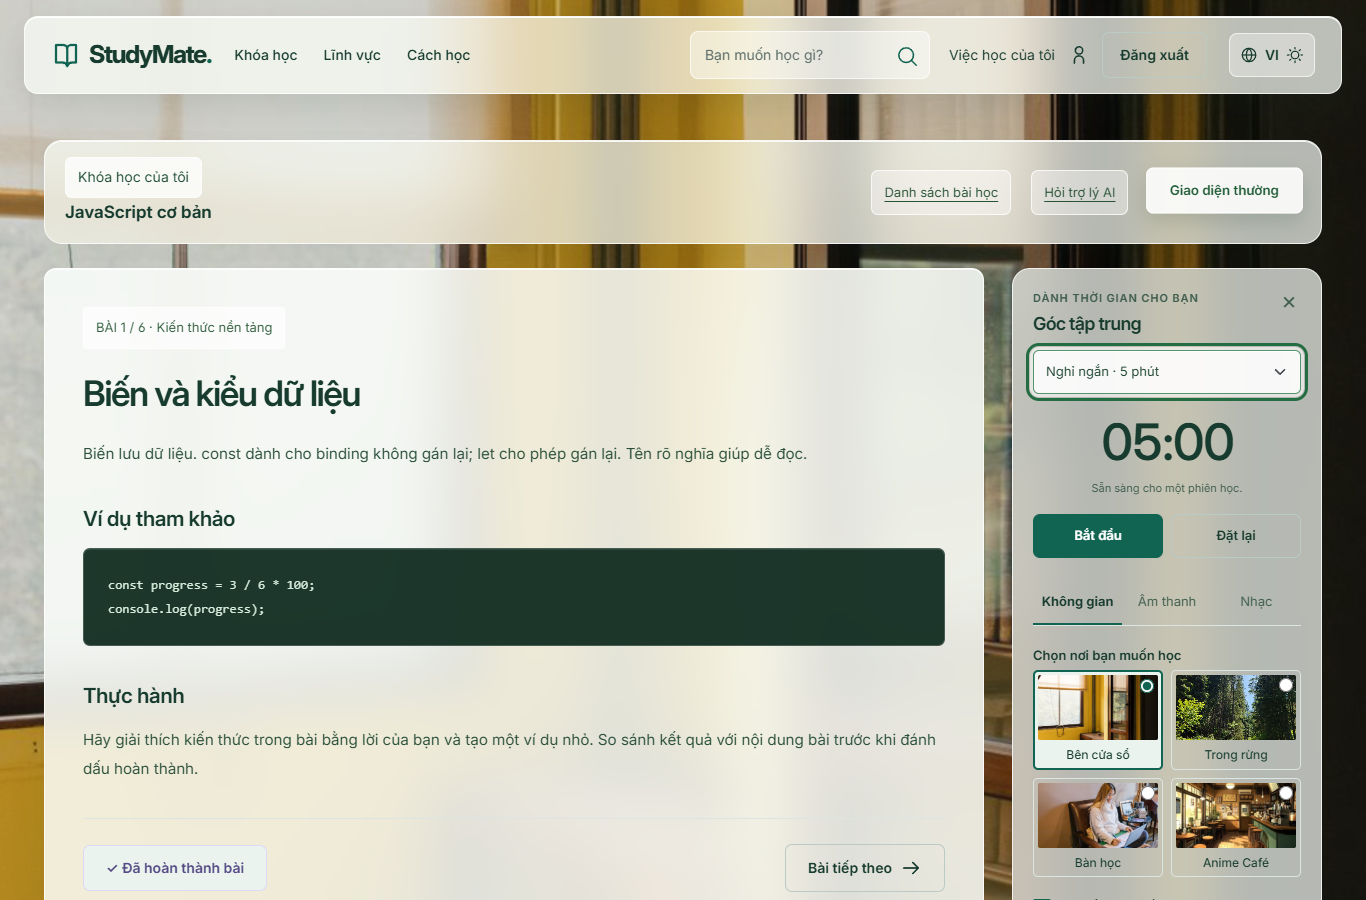 StudyMate.
Khóa học
Lĩnh vực
Cách học
Bạn muốn học gì?
Việc học của tôi
Đăng xuất
VI
Khóa học của tôi
JavaScript cơ bản
Danh sách bài học
Hỏi trợ lý AI
Giao diện thường
BÀI 1 / 6 · Kiến thức nền tảng
Biến và kiểu dữ liệu
Biến lưu dữ liệu. const dành cho binding không gán lại; let cho phép gán lại. Tên rõ nghĩa giúp dễ đọc.
Ví dụ tham khảo
const progress = 3 / 6 * 100;
console.log(progress);
Thực hành
Hãy giải thích kiến thức trong bài bằng lời của bạn và tạo một ví dụ nhỏ. So sánh kết quả với nội dung bài trước khi đánh
dấu hoàn thành.
✓ Đã hoàn thành bài
Bài tiếp theo
DÀNH THỜI GIAN CHO BẠN
Góc tập trung
Nghỉ ngắn · 5 phút
05:00
Sẵn sàng cho một phiên học.
Bắt đầu
Đặt lại
Không gian
Âm thanh
Nhạc
Chọn nơi bạn muốn học
Bên cửa sổ
Trong rừng
Bàn học
Anime Café